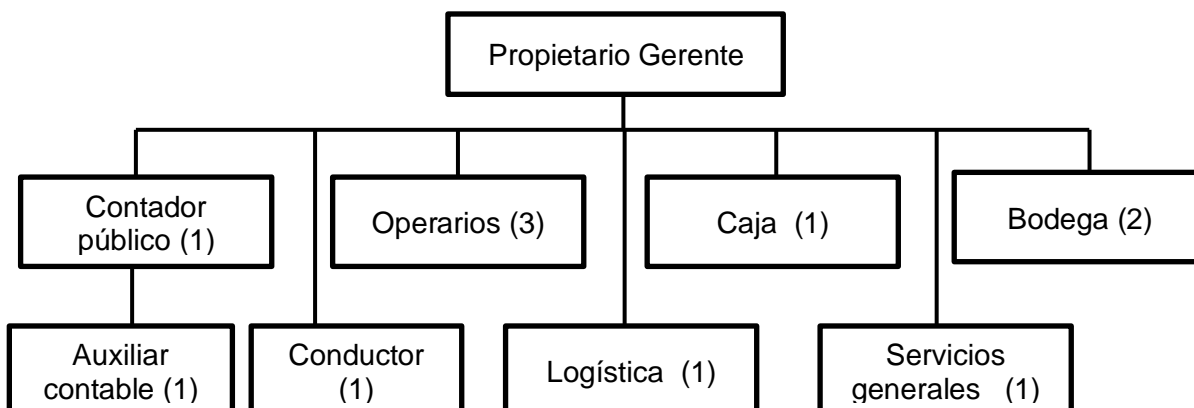 Propietario Gerente
Contador
público (1)
Operarios (3)
Caja (1)
Bodega (2)
Auxiliar
contable (1)
Conductor
(1)
Logística (1)
Servicios
generales (1)